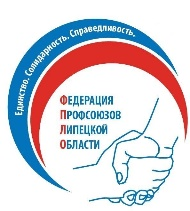 Единство. Солидарность. Справедливость.
ФЕДЕРАЦИЯ
ПРОФСОЮЗОВ
ЛИПЕЦКОЙ
ОБЛАСТИ